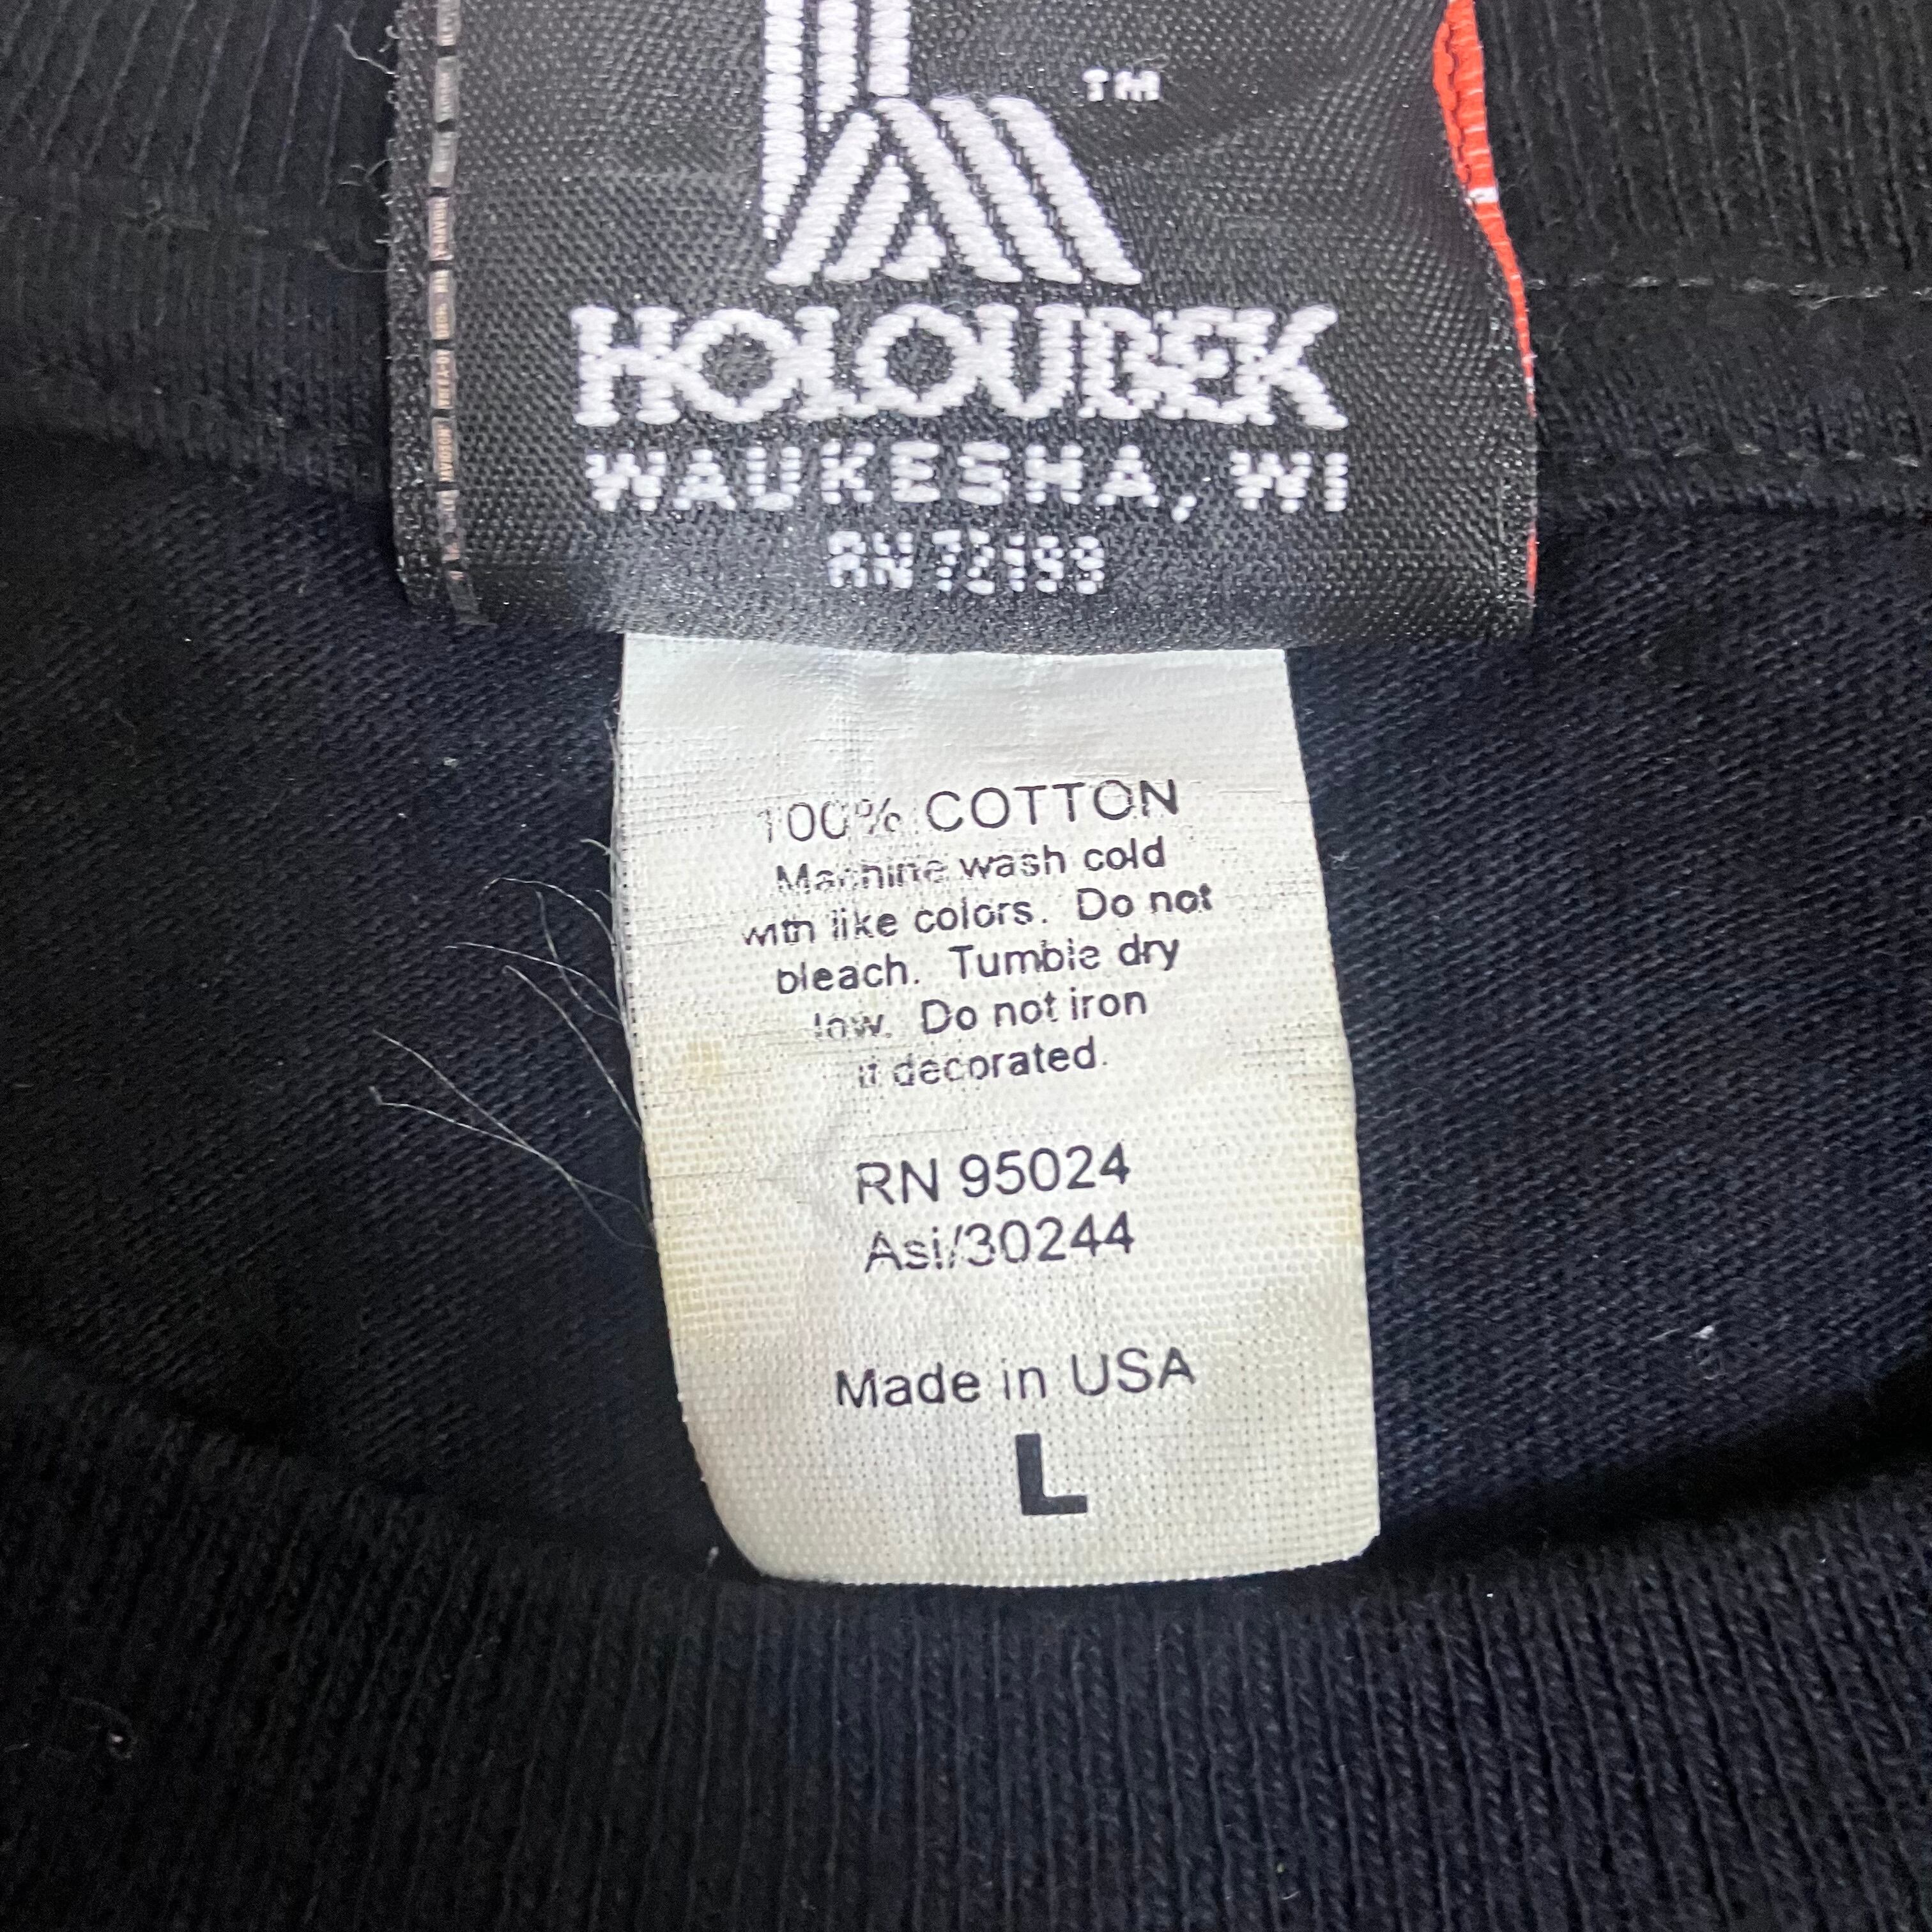 TM
HOLOUBEK
WAUKESHA, WI
RN 72199
100% COTTON
Machine wash cold
with like colors. Do not
bleach. Tumble dry
low. Do not iron
if decorated.
RN 95024
Asi/30244
Made in USA
L